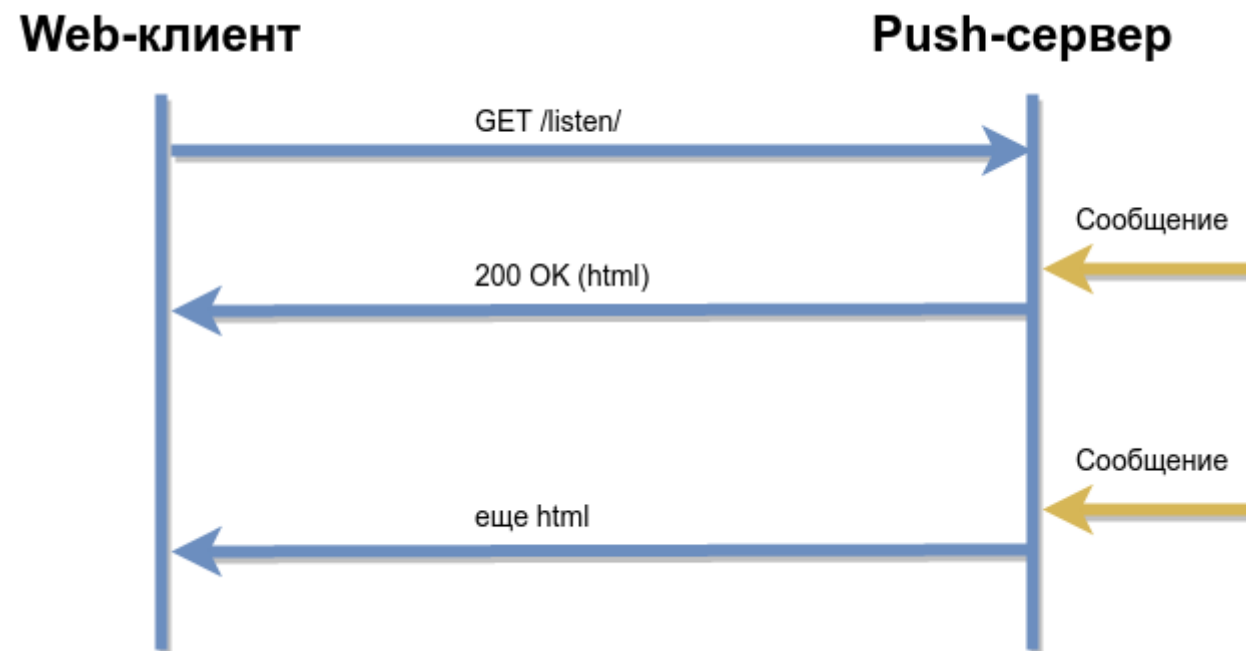 Web-клиент
Push-сервер
GET /listen/
Сообщение
200 OK (html)
Сообщение
еще html